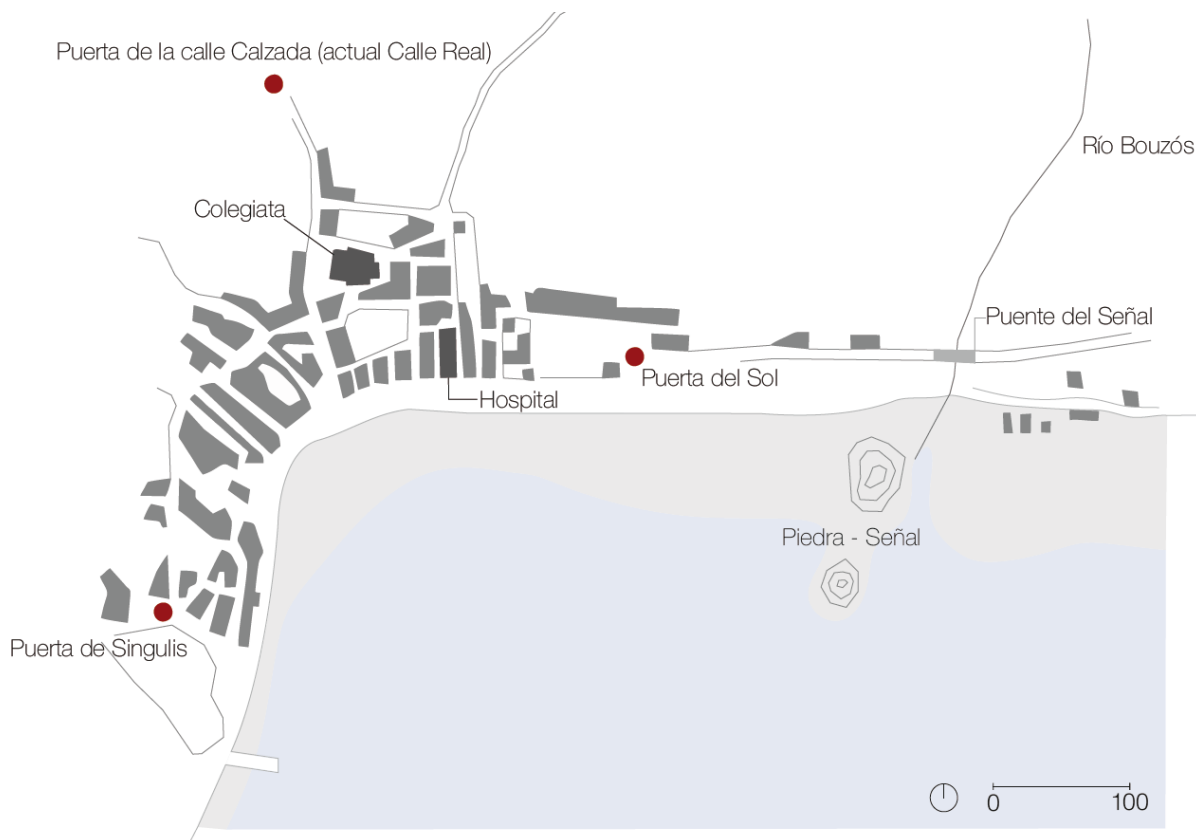 Puerta de la calle Calzada (actual Calle Real)
Río Bouzós
Colegiata
Puente del Señal
Puerta del Sol
Hospital
Piedra - Señal
Puerta de Singulis
0 100